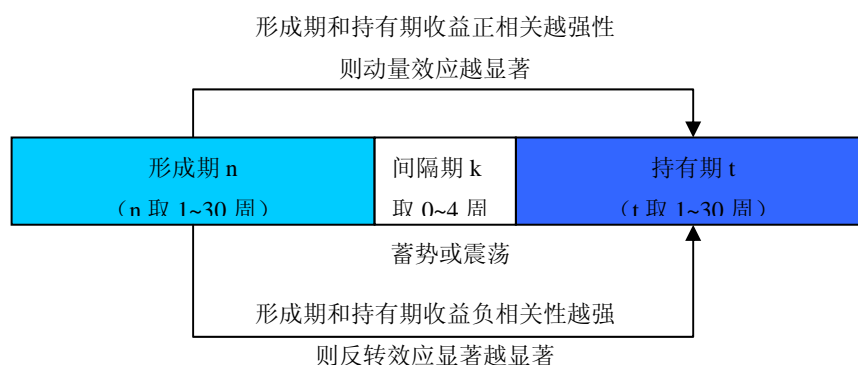 形成期和持有期收益正相关越强性
则动量效应越显著
形成期 n
间隔期 k
持有期 t
（n 取 1~30 周）
取 0~4 周
（t 取 1~30 周）
蓄势或震荡
形成期和持有期收益负相关性越强
则反转效应显著越显著